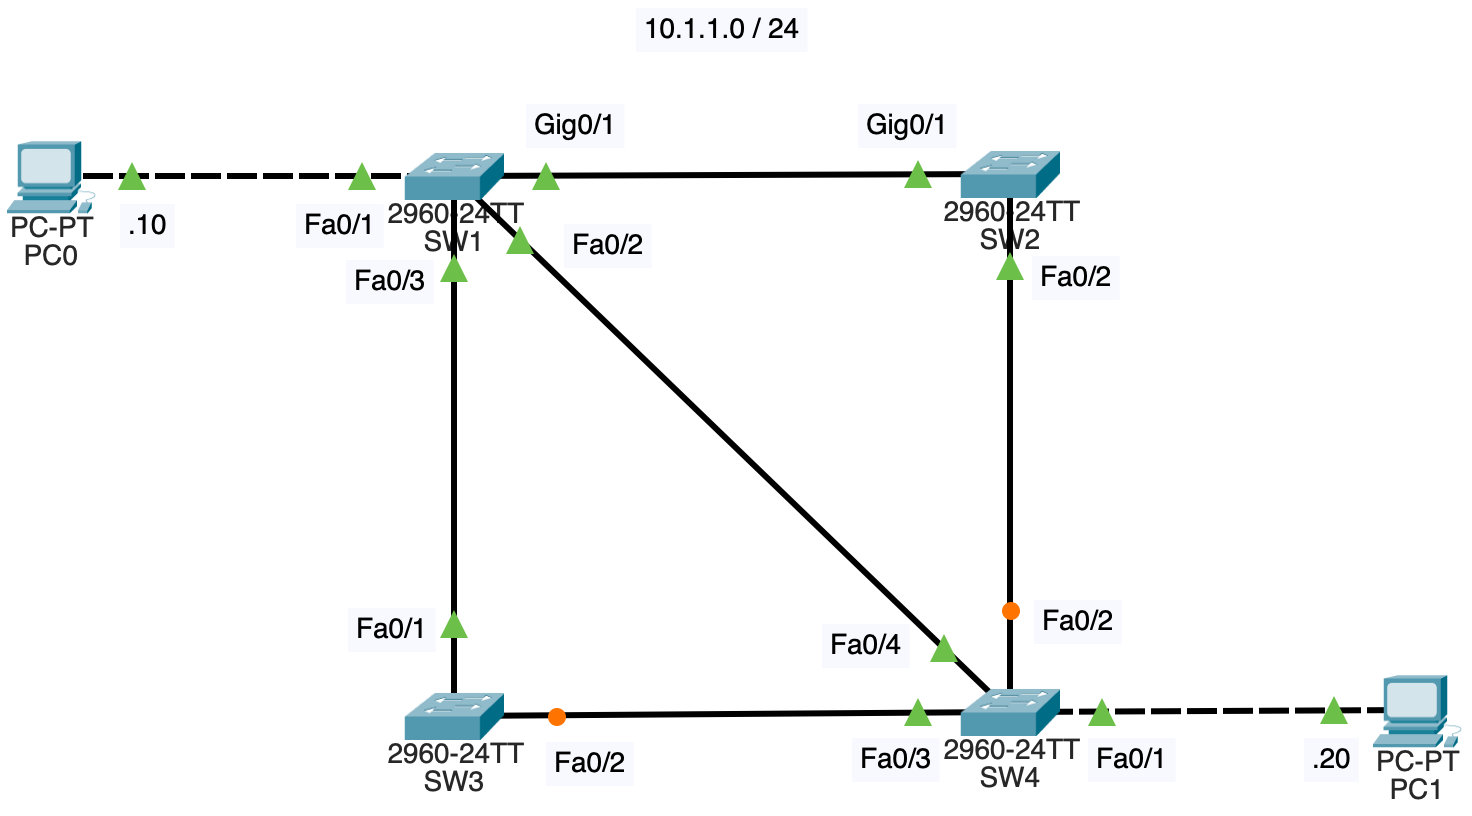 10.1.1.0 / 24
Gig0/1
Gig0/1
PC-PT
PC0
.10
Fa0/1
2960-24TT
SW1
Fa0/2
Fa0/3
2960-24TT
SW2
Fa0/2
Fa0/1
Fa0/4
Fa0/2
2960-24TT
SW3
Fa0/2
Fa0/3
2960-24TT
SW4
Fa0/1
.20
PC-PT
PC1